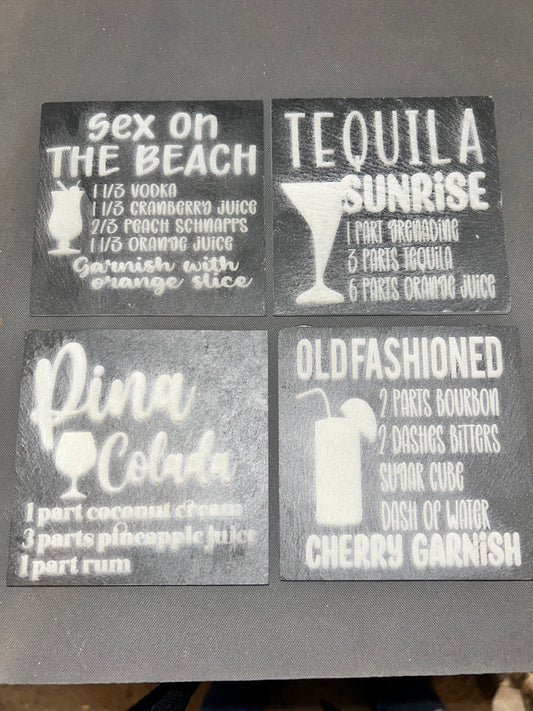 sex on
THE BEACH
1 1/3 VODKA
1 1/3 CRANBERRY JUICE
2/3 PEACH SCHNAPPS
1 1/3 ORANGE JUICE
Garnish with
orange slice
TEQUILA
SUNRISE
1 PART GRENADINE
3 PARTS TEQUILA
6 PARTS ORANGE JUICE
Pina
Colada
1 part coconut cream
3 parts pineapple juice
1 part rum
OLD FASHIONED
2 PARTS BOURBON
2 DASHES BITTERS
SUGAR CUBE
DASH OF WATER
CHERRY GARNISH